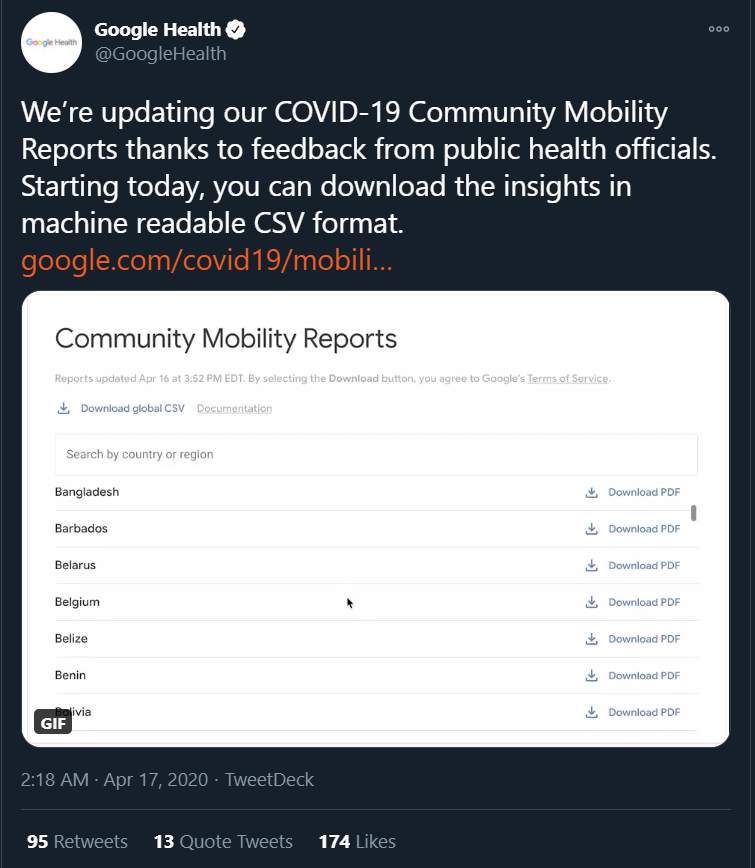 Google Health
Google Health
@GoogleHealth
We’re updating our COVID-19 Community Mobility
Reports thanks to feedback from public health officials.
Starting today, you can download the insights in
machine readable CSV format.
google.com/covid19/mobili...
Community Mobility Reports
Reports updated Apr 16 at 3:52 PM EDT. By selecting the Download button, you agree to Google's Terms of Service.
Download global CSV Documentation
Search by country or region
Bangladesh Download PDF
Barbados Download PDF
Belarus Download PDF
Belgium Download PDF
Belize Download PDF
Benin Download PDF
Bolivia Download PDF
GIF
2:18 AM · Apr 17, 2020 · TweetDeck
95 Retweets 13 Quote Tweets 174 Likes